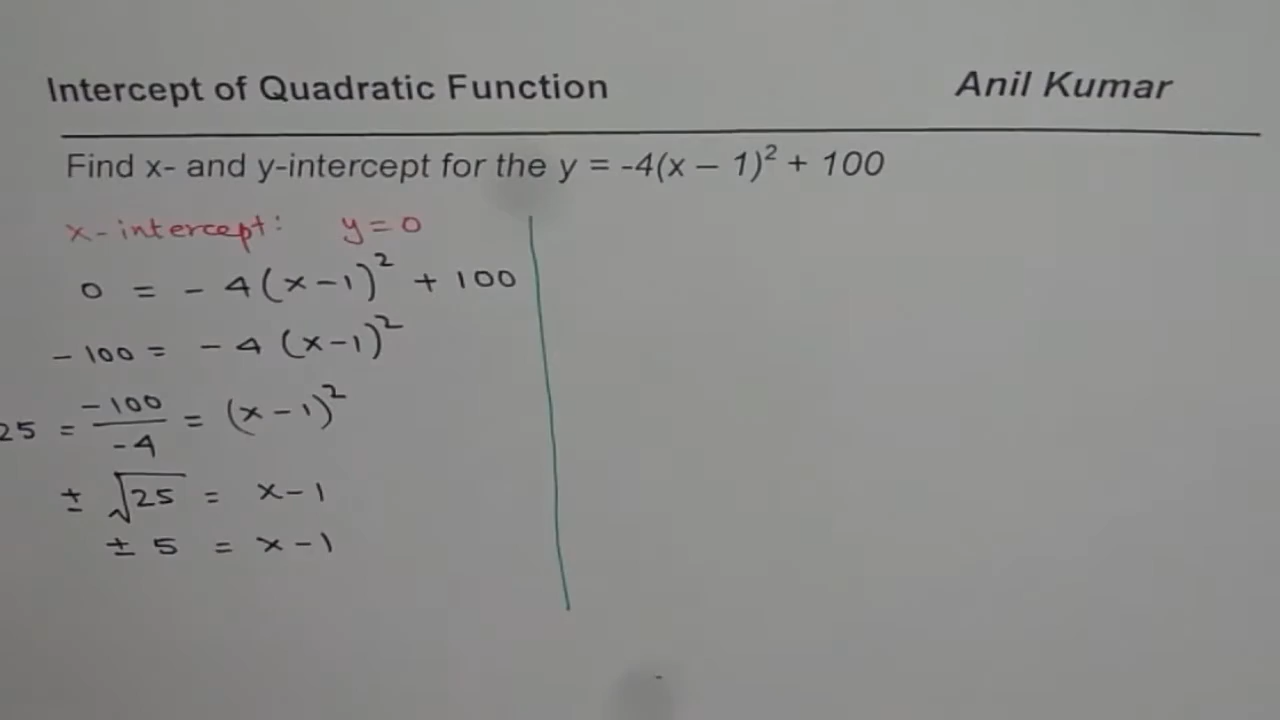 Intercept of Quadratic Function Anil Kumar
Find x- and y-intercept for the y = -4(x – 1)² + 100
x-intercept: y = 0
0 = - 4(x-1)² + 100
- 100 = - 4 (x-1)²
25 = -100/-4 = (x-1)²
± √25 = x-1
± 5 = x-1